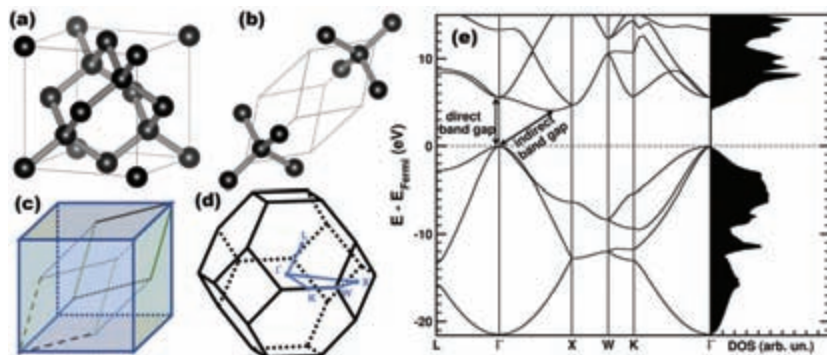 (a)
(b)
(c)
(d)
L
Γ
K
W
X
(e)
E - E_Fermi (eV)
10
0
-10
-20
direct
band gap
indirect
band gap
L Γ X W K Γ DOS (arb. un.)